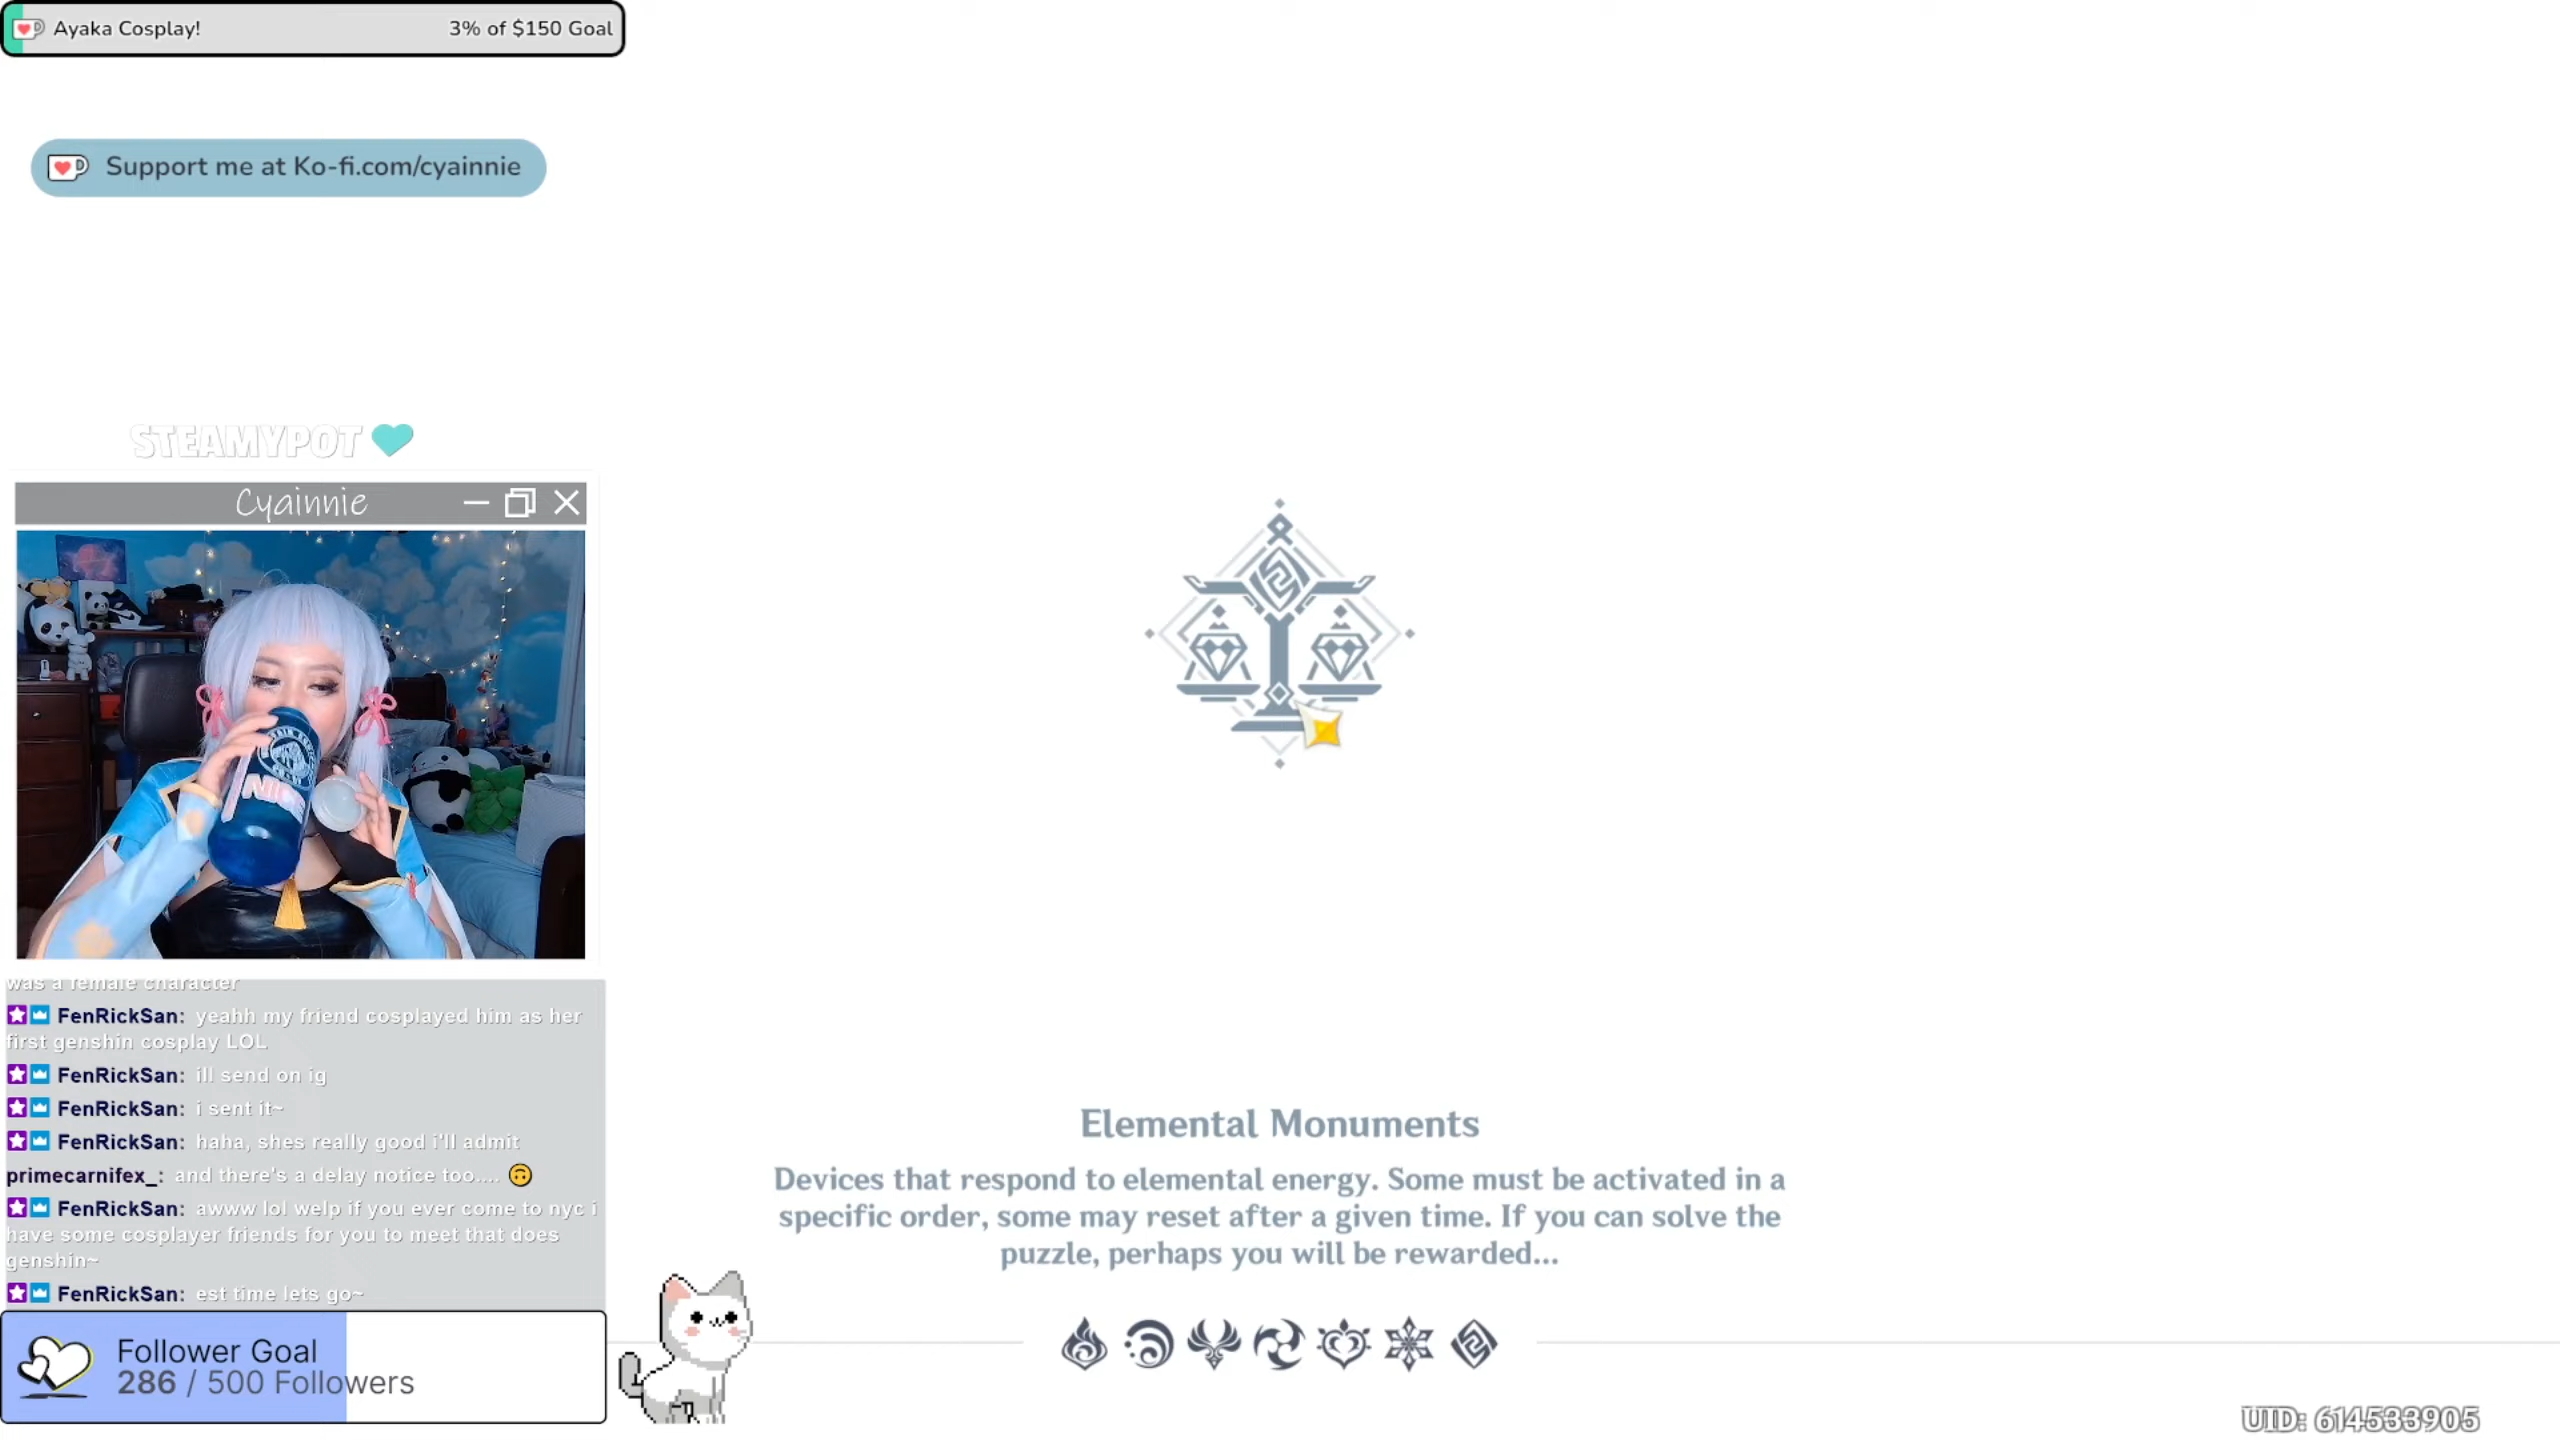 Ayaka Cosplay! 3% of $150 Goal
Support me at Ko-fi.com/cyainnie
STEAMYPOT
Cyainnie
was a female character
FenRickSan: yeahh my friend cosplayed him as her
first genshin cosplay LOL
FenRickSan: ill send on ig
FenRickSan: i sent it~
FenRickSan: haha, shes really good i'll admit
primecarnifex_: and there's a delay notice too.... 🙃
FenRickSan: awww lol welp if you ever come to nyc i
have some cosplayer friends for you to meet that does
genshin~
FenRickSan: est time lets go~
Follower Goal
286 / 500 Followers
Elemental Monuments
Devices that respond to elemental energy. Some must be activated in a
specific order, some may reset after a given time. If you can solve the
puzzle, perhaps you will be rewarded...
UID: 614533905